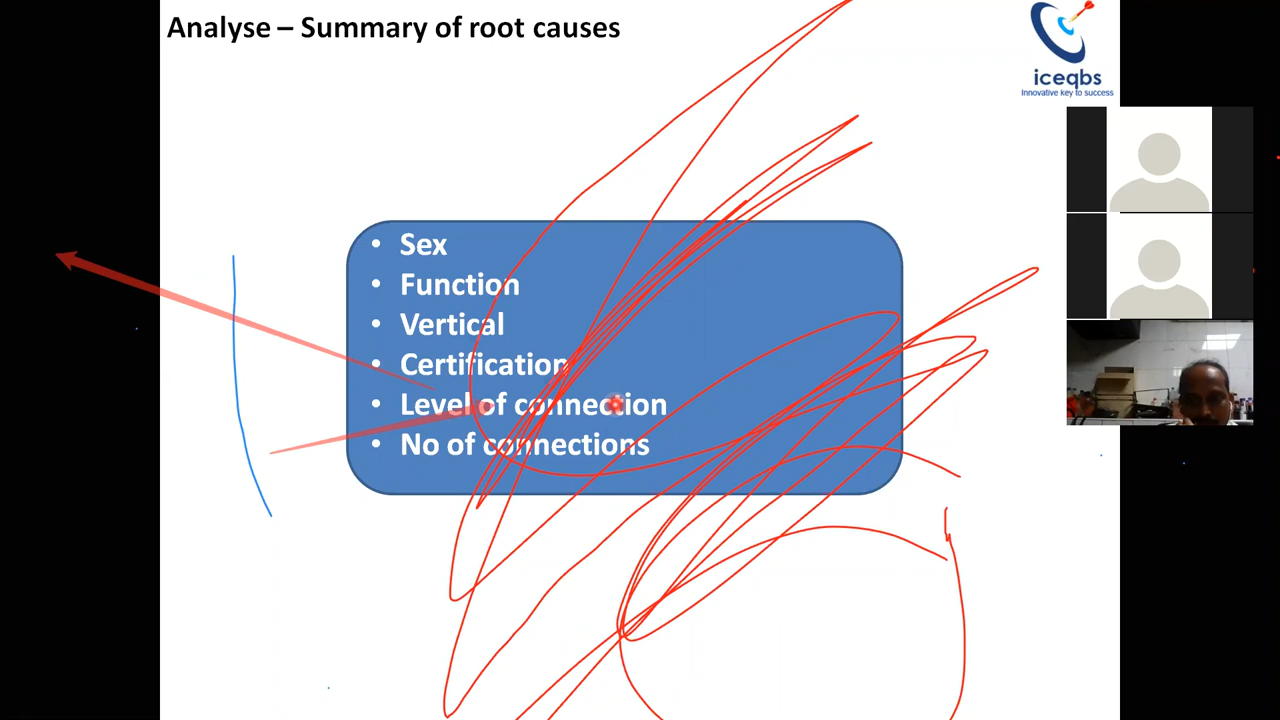 Analyse – Summary of root causes
iceqbs
Innovative key to success
• Sex
• Function
• Vertical
• Certification
• Level of connection
• No of connections